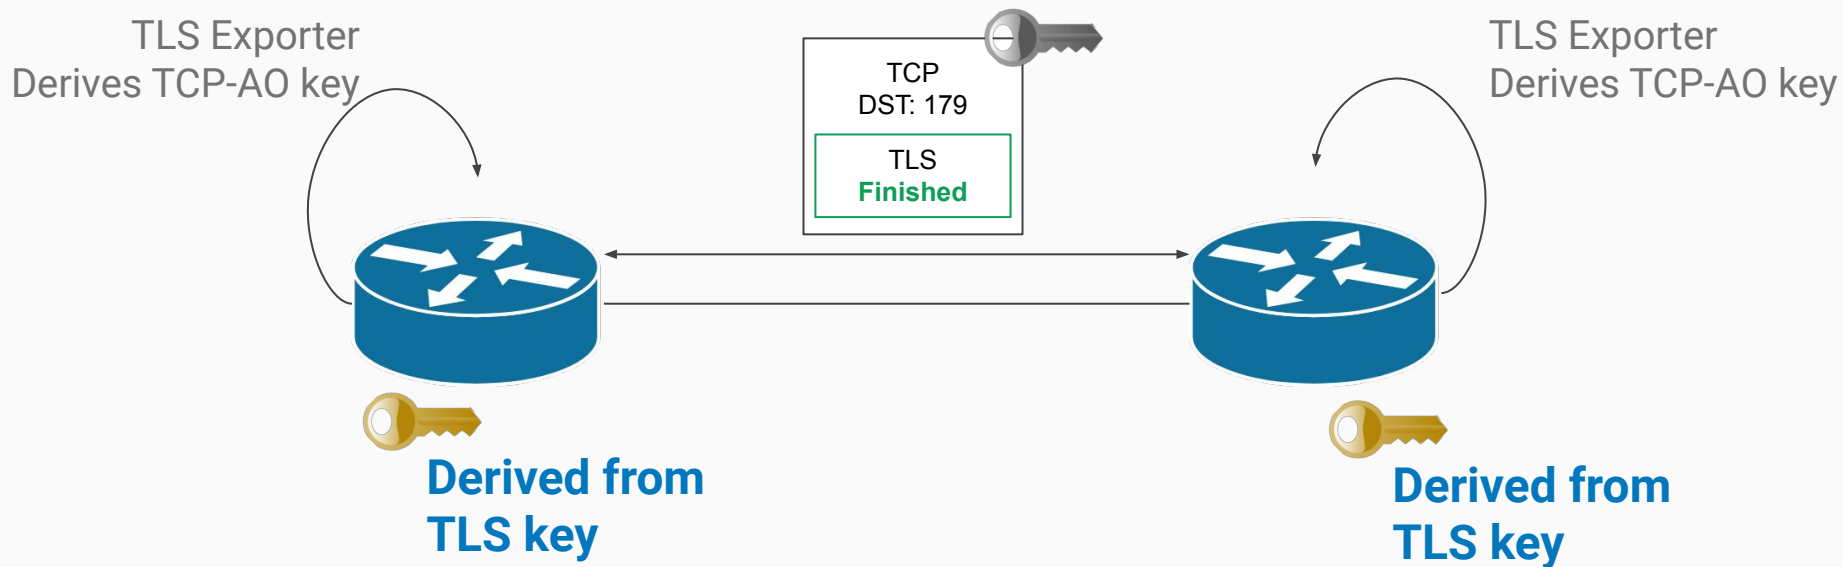 TLS Exporter
Derives TCP-AO key
TCP
DST: 179
TLS
Finished
TLS Exporter
Derives TCP-AO key
Derived from
TLS key
Derived from
TLS key